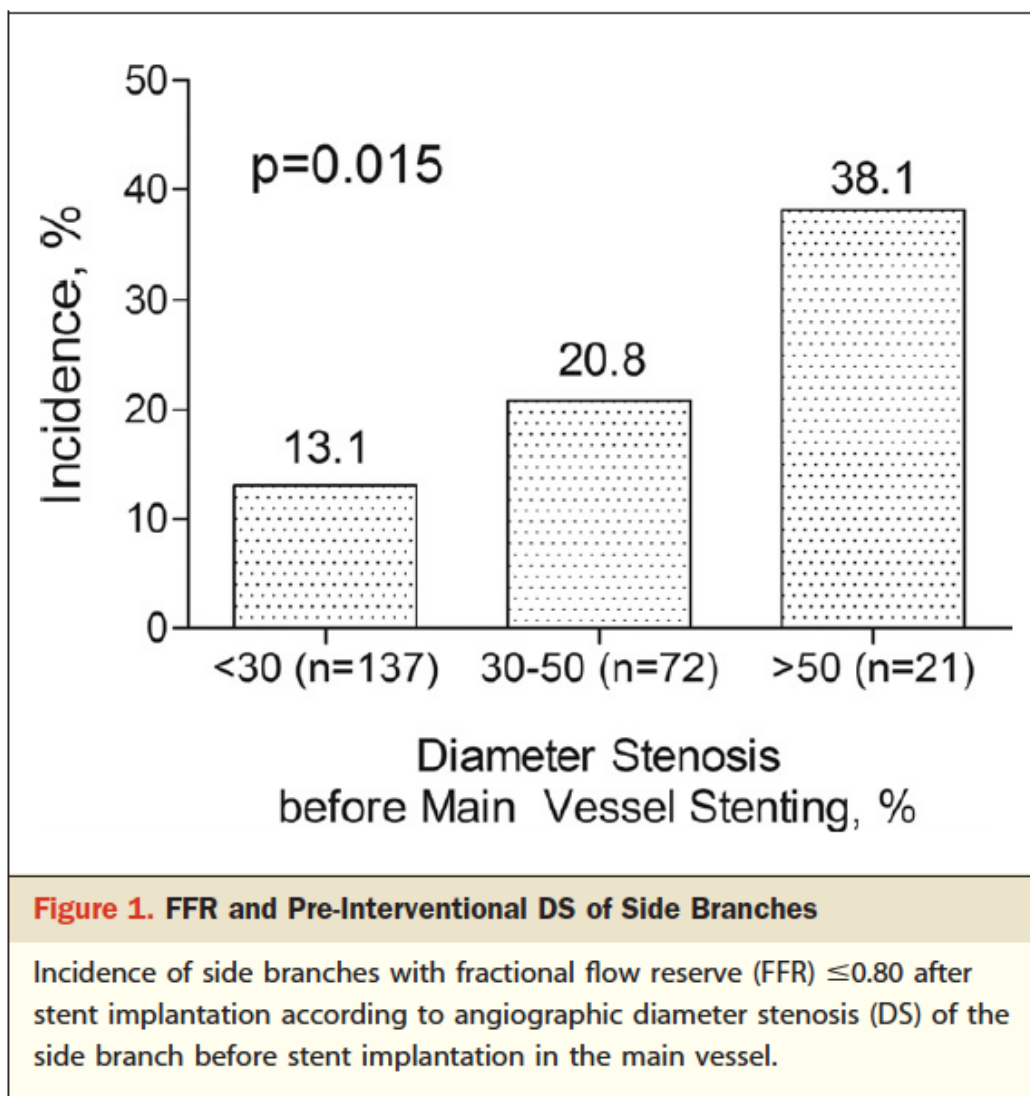 50
p=0.015
38.1
40
30
20.8
20
13.1
10
0
Incidence, %
<30 (n=137) 30-50 (n=72) >50 (n=21)
Diameter Stenosis
before Main Vessel Stenting, %
Figure 1. FFR and Pre-Interventional DS of Side Branches
Incidence of side branches with fractional flow reserve (FFR) ≤0.80 after
stent implantation according to angiographic diameter stenosis (DS) of the
side branch before stent implantation in the main vessel.